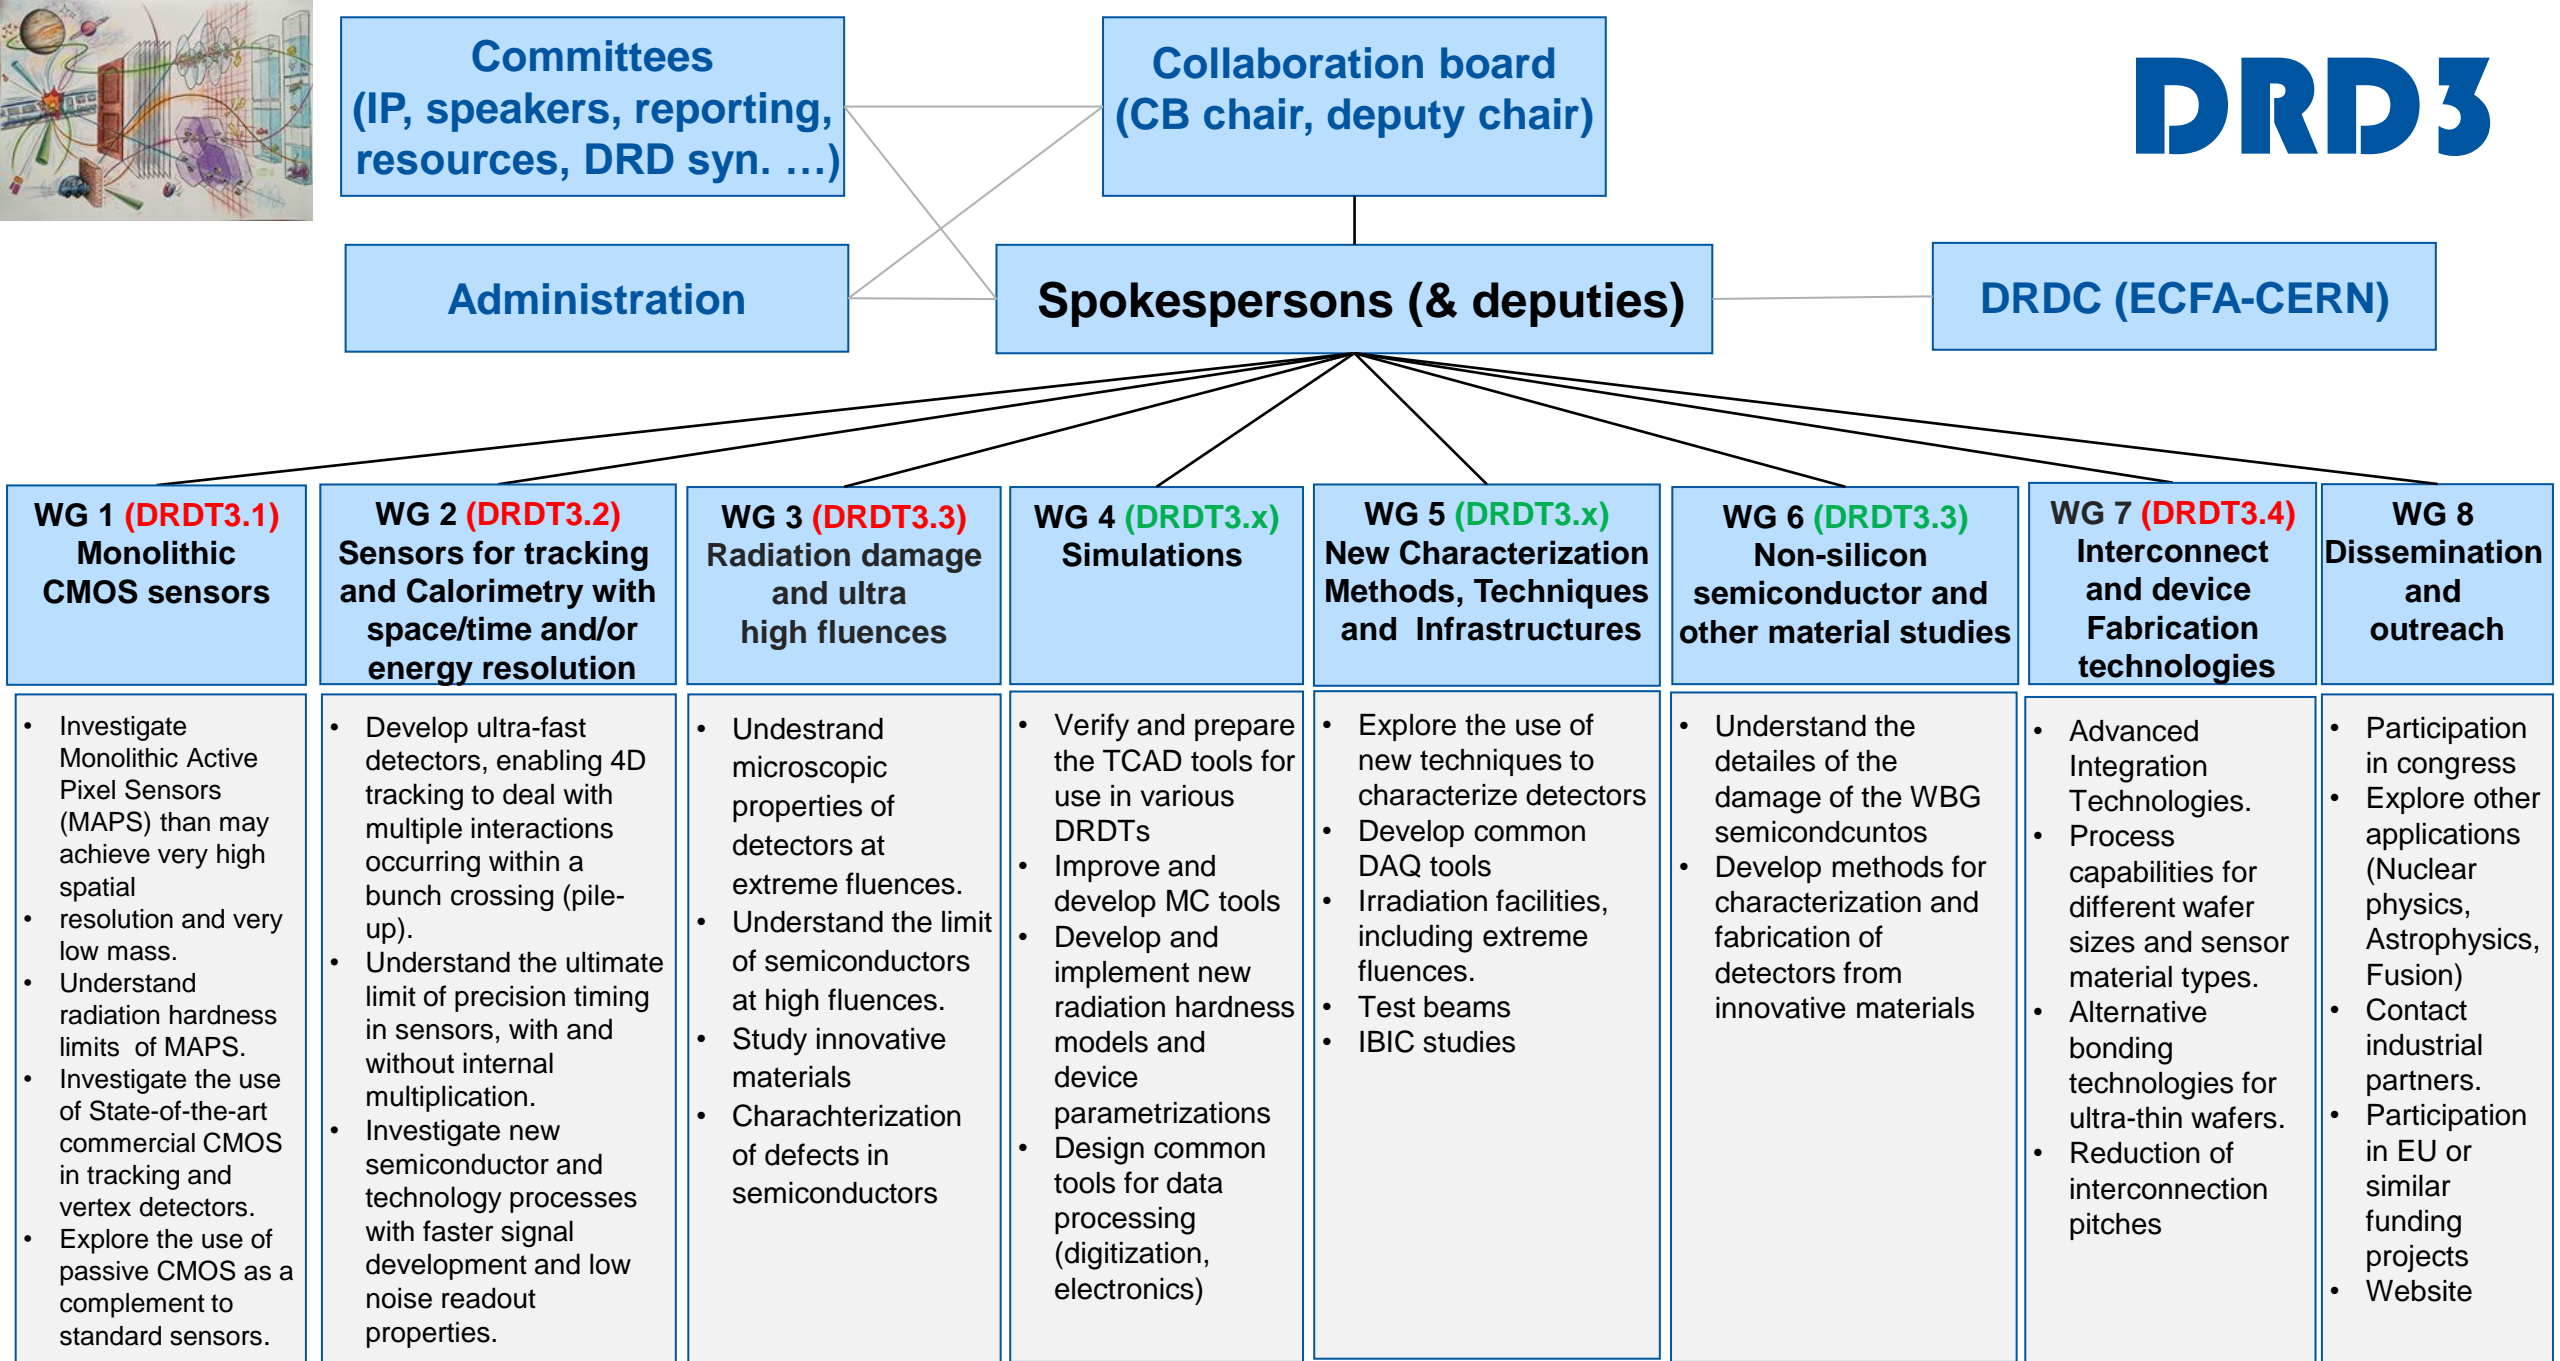 Committees
(IP, speakers, reporting,
resources, DRD syn. …)
Collaboration board
(CB chair, deputy chair)
DRD3
Administration
Spokespersons (& deputies)
DRDC (ECFA-CERN)
WG 1 (DRDT3.1)
Monolithic
CMOS sensors
WG 2 (DRDT3.2)
Sensors for tracking
and Calorimetry with
space/time and/or
energy resolution
WG 3 (DRDT3.3)
Radiation damage
and ultra
high fluences
WG 4 (DRDT3.x)
Simulations
WG 5 (DRDT3.x)
New Characterization
Methods, Techniques
and Infrastructures
WG 6 (DRDT3.3)
Non-silicon
semiconductor and
other material studies
WG 7 (DRDT3.4)
Interconnect
and device
Fabrication
technologies
WG 8
Dissemination
and
outreach
• Investigate
Monolithic Active
Pixel Sensors
(MAPS) than may
achieve very high
spatial
• resolution and very
low mass.
• Understand
radiation hardness
limits of MAPS.
• Investigate the use
of State-of-the-art
commercial CMOS
in tracking and
vertex detectors.
• Explore the use of
passive CMOS as a
complement to
standard sensors.
• Develop ultra-fast
detectors, enabling 4D
tracking to deal with
multiple interactions
occurring within a
bunch crossing (pile-
up).
• Understand the ultimate
limit of precision timing
in sensors, with and
without internal
multiplication.
• Investigate new
semiconductor and
technology processes
with faster signal
development and low
noise readout
properties.
• Undestrand
microscopic
properties of
detectors at
extreme fluences.
• Understand the limit
of semiconductors
at high fluences.
• Study innovative
materials
• Charachterization
of defects in
semiconductors
• Verify and prepare
the TCAD tools for
use in various
DRDTs
• Improve and
develop MC tools
• Develop and
implement new
radiation hardness
models and
device
parametrizations
• Design common
tools for data
processing
(digitization,
electronics)
• Explore the use of
new techniques to
characterize detectors
• Develop common
DAQ tools
• Irradiation facilities,
including extreme
fluences.
• Test beams
• IBIC studies
• Understand the
detailes of the
damage of the WBG
semicondcuntos
• Develop methods for
characterization and
fabrication of
detectors from
innovative materials
• Advanced
Integration
Technologies.
• Process
capabilities for
different wafer
sizes and sensor
material types.
• Alternative
bonding
technologies for
ultra-thin wafers.
• Reduction of
interconnection
pitches
• Participation
in congress
• Explore other
applications
(Nuclear
physics,
Astrophysics,
Fusion)
• Contact
industrial
partners.
• Participation
in EU or
similar
funding
projects
• Website